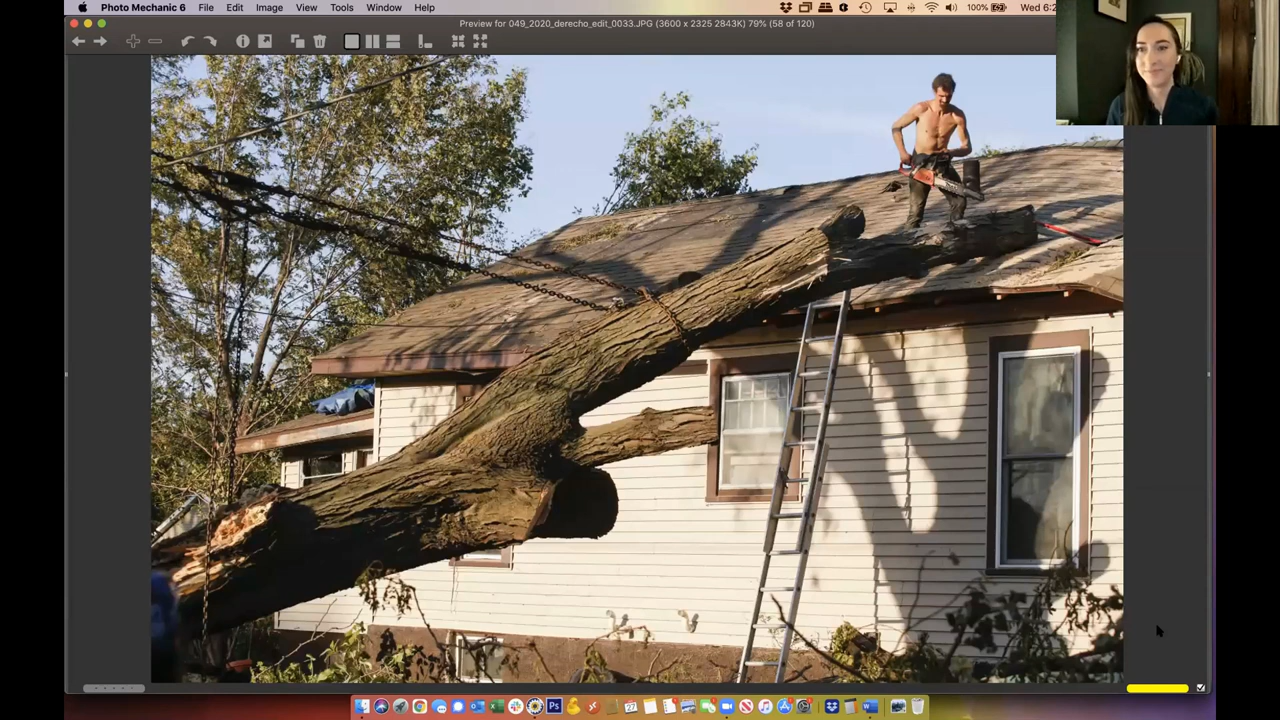 Photo Mechanic 6 File Edit Image View Tools Window Help 100% Wed 6:2
Preview for 049_2020_derecho_edit_0033.JPG (3600 x 2325 2843K) 79% (58 of 120)